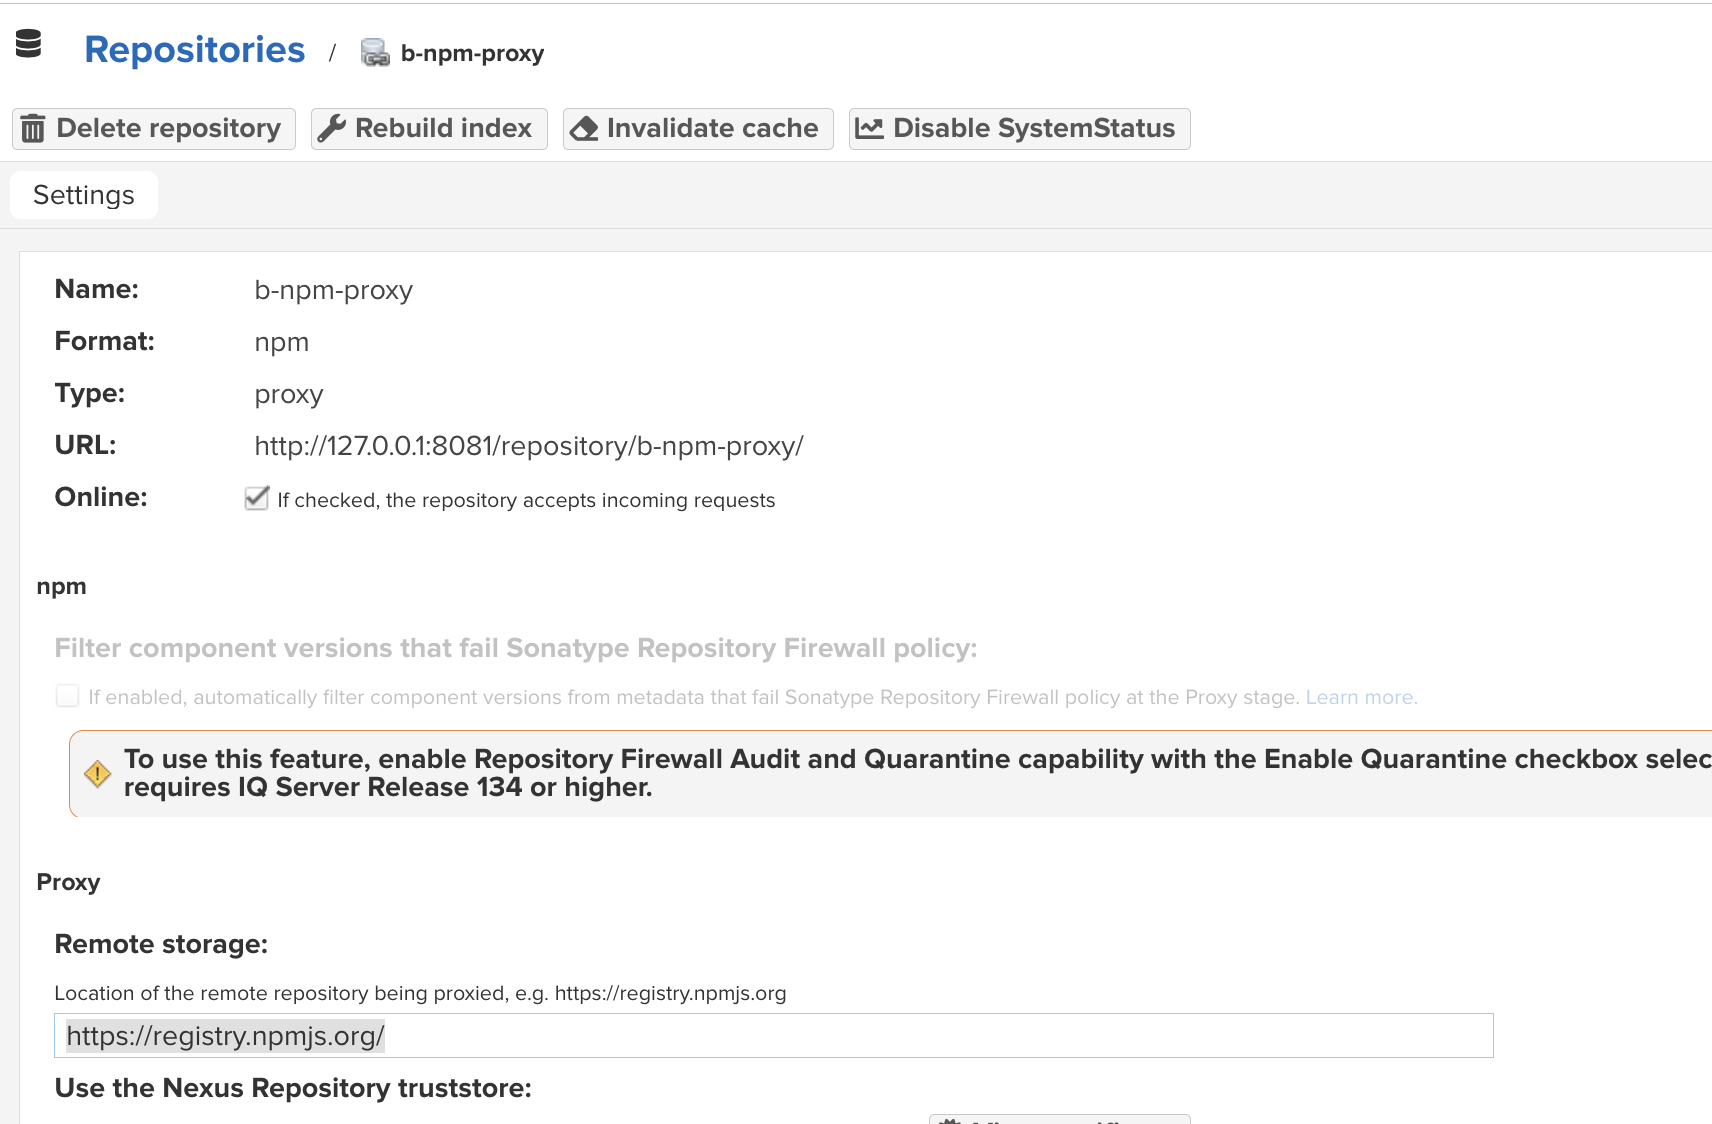 Repositories / b-npm-proxy
Delete repository Rebuild index Invalidate cache Disable SystemStatus
Settings
Name: b-npm-proxy
Format: npm
Type: proxy
URL: http://127.0.0.1:8081/repository/b-npm-proxy/
Online: If checked, the repository accepts incoming requests
npm
Filter component versions that fail Sonatype Repository Firewall policy:
If enabled, automatically filter component versions from metadata that fail Sonatype Repository Firewall policy at the Proxy stage. Learn more.
To use this feature, enable Repository Firewall Audit and Quarantine capability with the Enable Quarantine checkbox selec
requires IQ Server Release 134 or higher.
Proxy
Remote storage:
Location of the remote repository being proxied, e.g. https://registry.npmjs.org
https://registry.npmjs.org/
Use the Nexus Repository truststore: